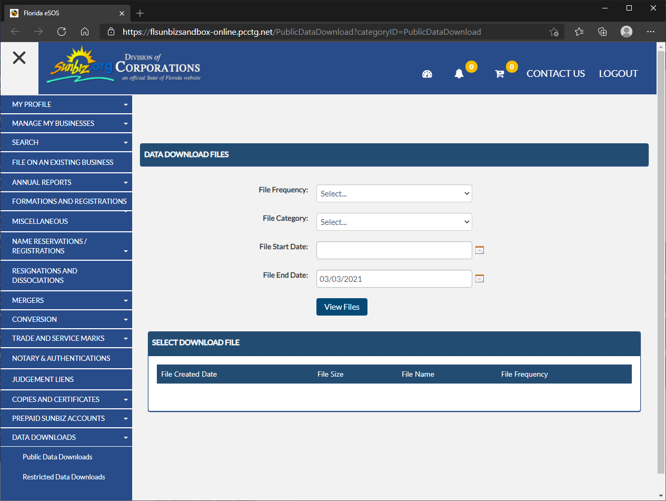 Florida eSOS
https://flsunbizsandbox-online.pcctg.net/PublicDataDownload?categoryID=PublicDataDownload
Sunbiz.org
DIVISION OF
CORPORATIONS
an official State of Florida website
0
0
CONTACT US
LOGOUT
MY PROFILE
MANAGE MY BUSINESSES
SEARCH
FILE ON AN EXISTING BUSINESS
ANNUAL REPORTS
FORMATIONS AND REGISTRATIONS
MISCELLANEOUS
NAME RESERVATIONS /
REGISTRATIONS
RESIGNATIONS AND
DISSOCIATIONS
MERGERS
CONVERSION
TRADE AND SERVICE MARKS
NOTARY & AUTHENTICATIONS
JUDGEMENT LIENS
COPIES AND CERTIFICATES
PREPAID SUNBIZ ACCOUNTS
DATA DOWNLOADS
Public Data Downloads
Restricted Data Downloads
DATA DOWNLOAD FILES
File Frequency: Select...
File Category: Select...
File Start Date:
File End Date: 03/03/2021
View Files
SELECT DOWNLOAD FILE
File Created Date File Size File Name File Frequency